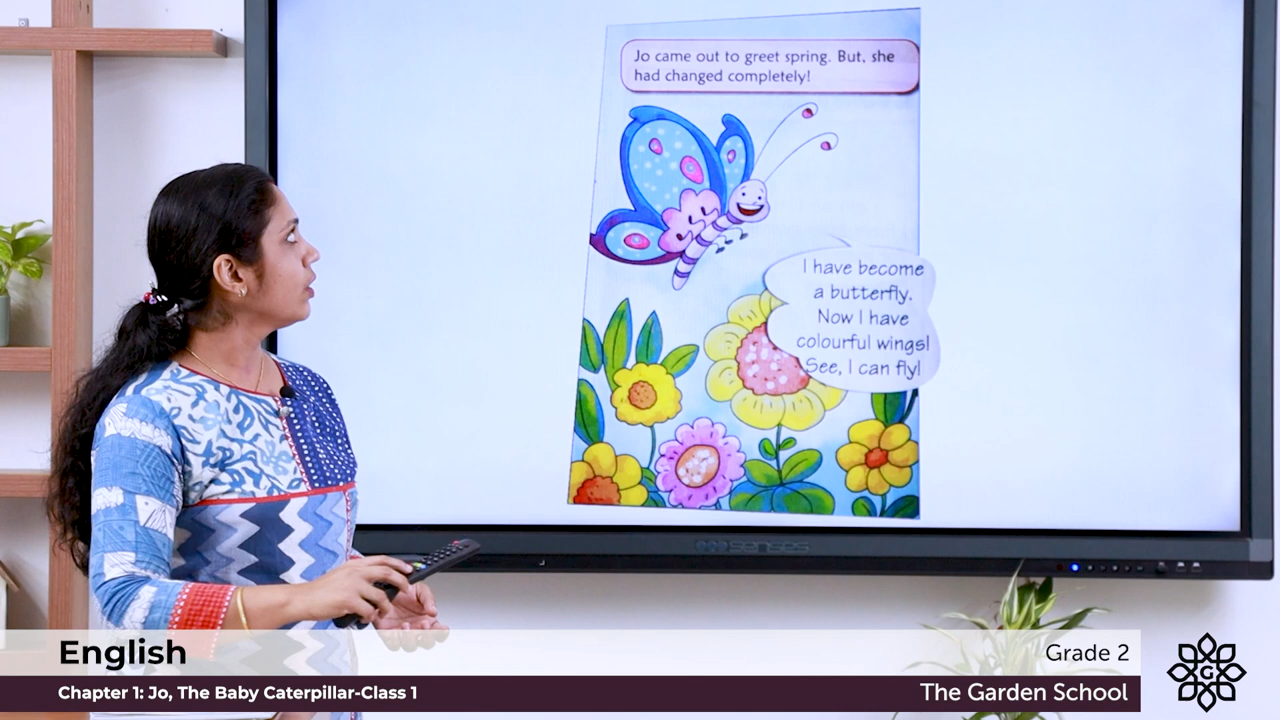 Jo came out to greet spring. But, she
had changed completely!
I have become
a butterfly.
Now I have
colourful wings!
See, I can fly!
senses
English
Grade 2
Chapter 1: Jo, The Baby Caterpillar-Class 1
The Garden School
G